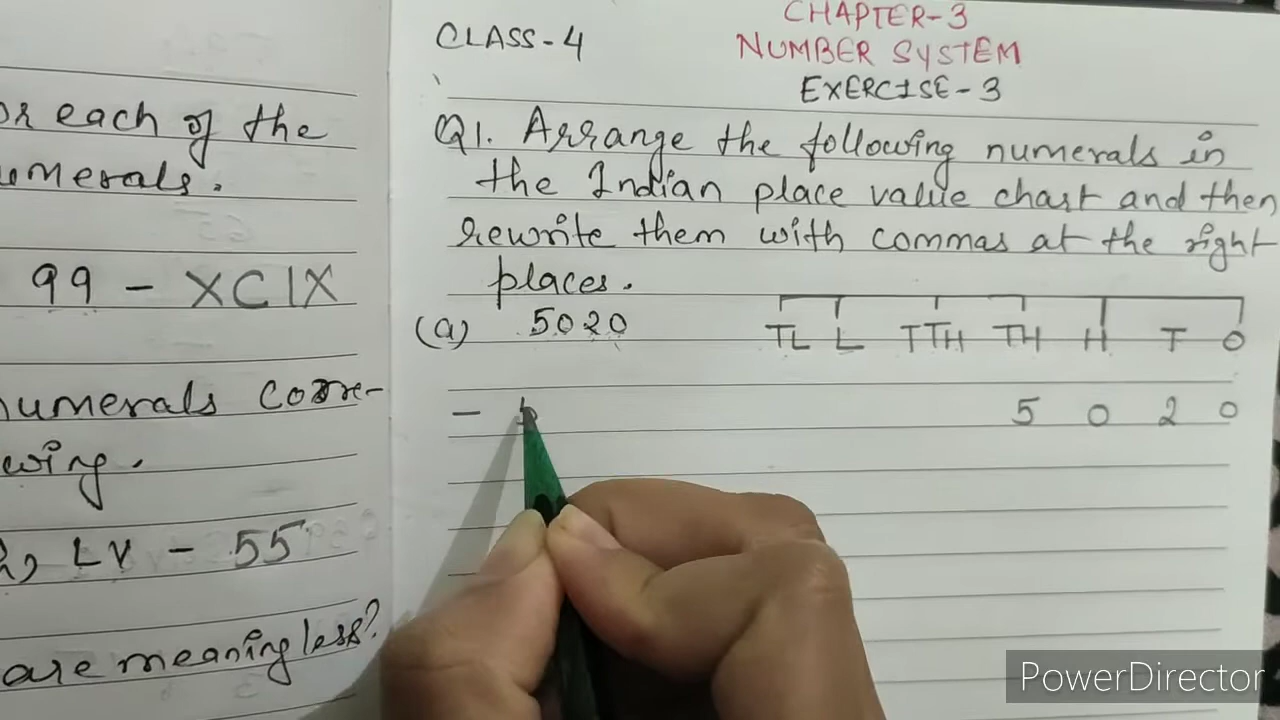 or each of the
umerals.
99 - XCIX
numerals corre-
wing.
h) LV - 55
are meaningless?
CLASS-4
CHAPTER-3
NUMBER SYSTEM
EXERCISE-3
Q1. Arrange the following numerals in
the Indian place value chart and then
rewrite them with commas at the right
places.
(a) 5020
TL L TTH TH H T O
5 0 2 0
- 5
PowerDirector